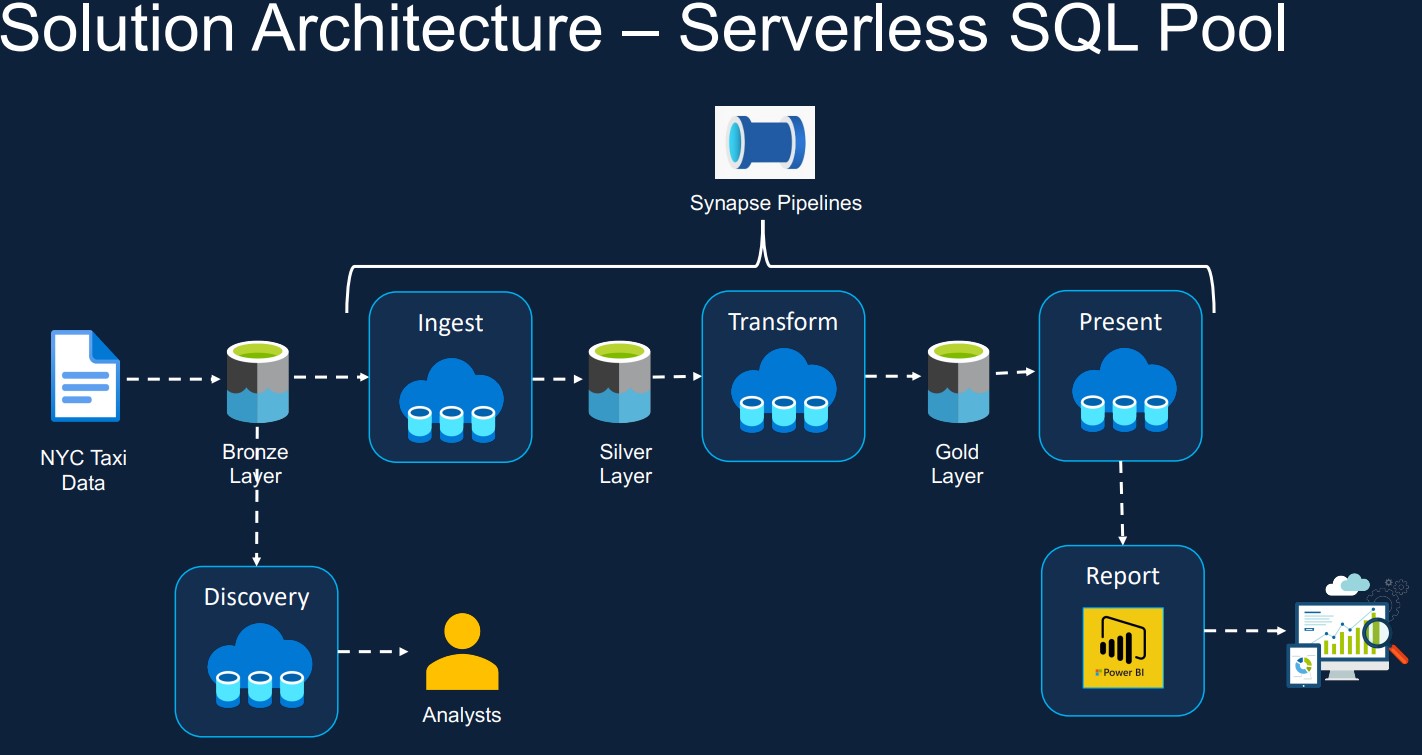 Solution Architecture – Serverless SQL Pool
Synapse Pipelines
Ingest
Transform
Present
NYC Taxi
Data
Bronze
Layer
Silver
Layer
Gold
Layer
Discovery
Analysts
Report
Power BI